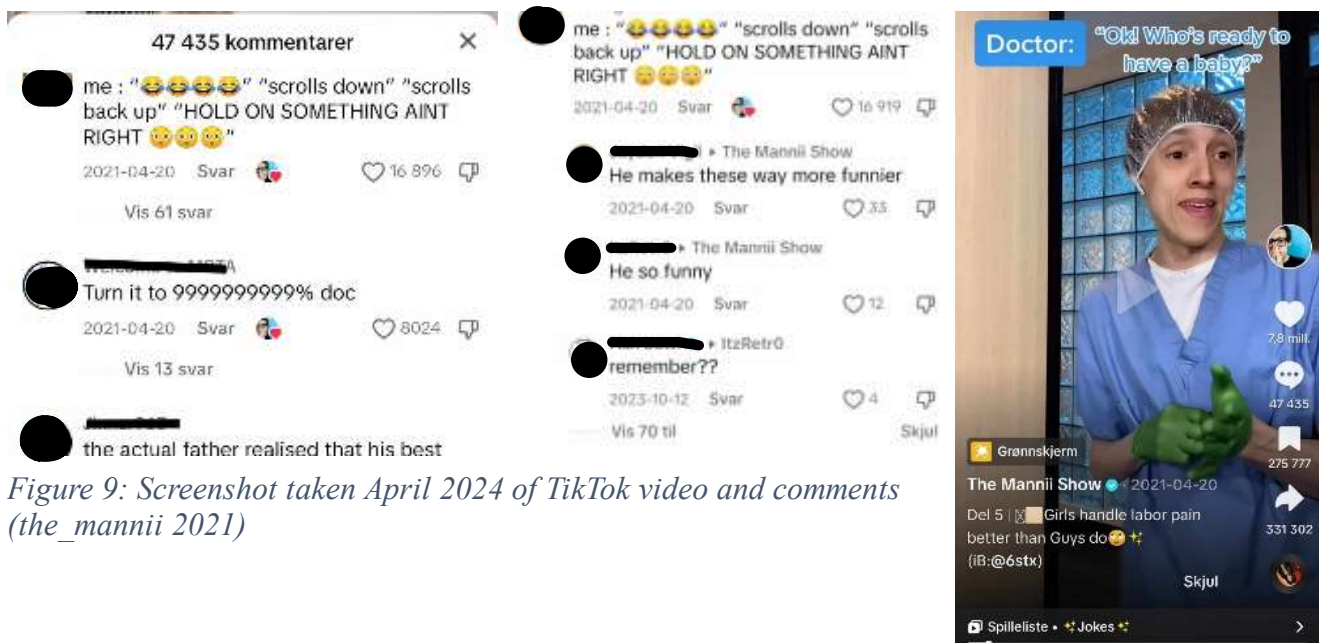 47 435 kommentarer
me : “😂😂😂😂” “scrolls down” “scrolls
back up” “HOLD ON SOMETHING AINT
RIGHT 😳😳😳“
2021-04-20 Svar 16 896
Vis 61 svar
Turn it to 9999999999% doc
2021-04-20 Svar 8024
Vis 13 svar
the actual father realised that his best
me : “😂😂😂😂” “scrolls down” “scrolls
back up” “HOLD ON SOMETHING AINT
RIGHT 😳😳😳“
2021-04-20 Svar 16 919
The Mannii Show
He makes these way more funnier
2021-04-20 Svar 33
The Mannii Show
He so funny
2021-04-20 Svar 12
ItzRetr0
remember??
2023-10-12 Svar 4
Vis 70 til Skjul
Figure 9: Screenshot taken April 2024 of TikTok video and comments
(the_mannii 2021)
Doctor:
“Ok! Who's ready to
have a baby?”
7,8 mill.
47 435
275 777
331 302
Grønnskjerm
The Mannii Show · 2021-04-20
Del 5 | Girls handle labor pain
better than Guys do🙄✨
(iB:@6stx)
Skjul
Spilleliste • ✨Jokes✨